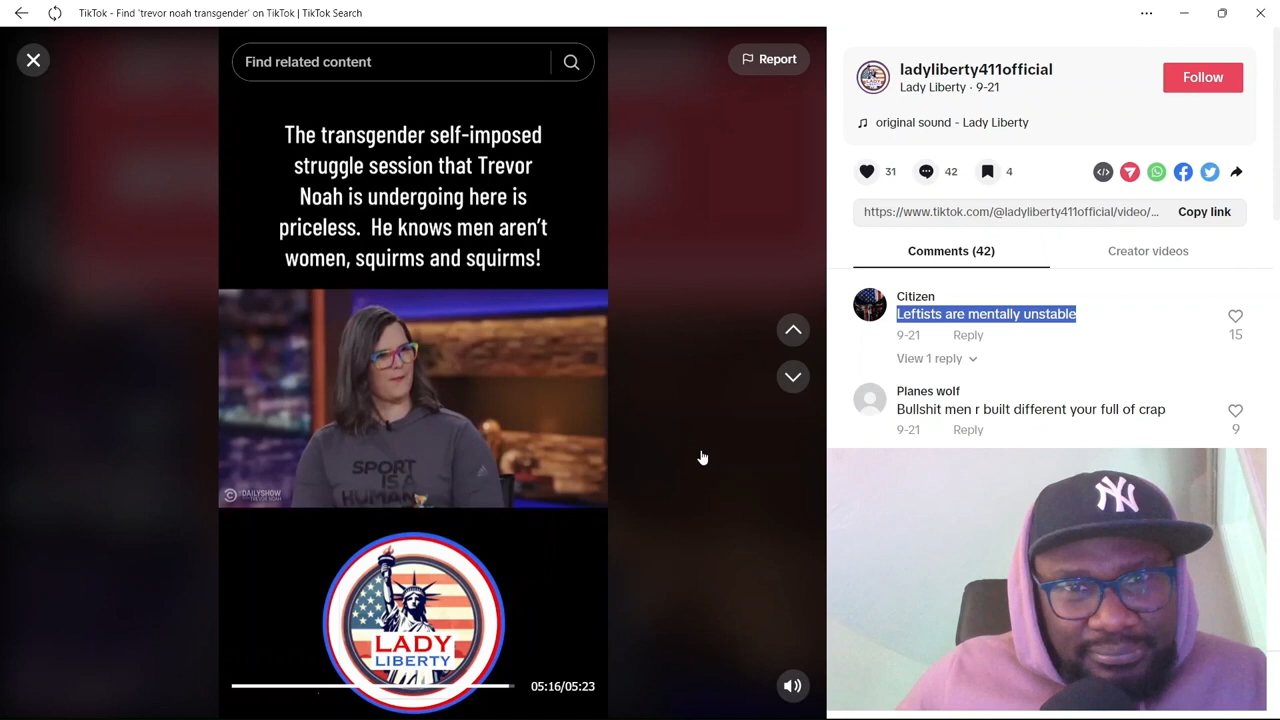 TikTok - Find 'trevor noah transgender' on TikTok | TikTok Search
Find related content
Report
The transgender self-imposed
struggle session that Trevor
Noah is undergoing here is
priceless. He knows men aren't
women, squirms and squirms!
SPORT
IS A
HUMAN
THE DAILY SHOW
TREVOR NOAH
LADY
LIBERTY
05:16/05:23
ladyliberty411official
Lady Liberty · 9-21
Follow
original sound - Lady Liberty
31
42
4
https://www.tiktok.com/@ladyliberty411official/video/...
Copy link
Comments (42)
Creator videos
Citizen
Leftists are mentally unstable
9-21 Reply
15
View 1 reply
Planes wolf
Bullshit men r built different your full of crap
9-21 Reply
9
NY